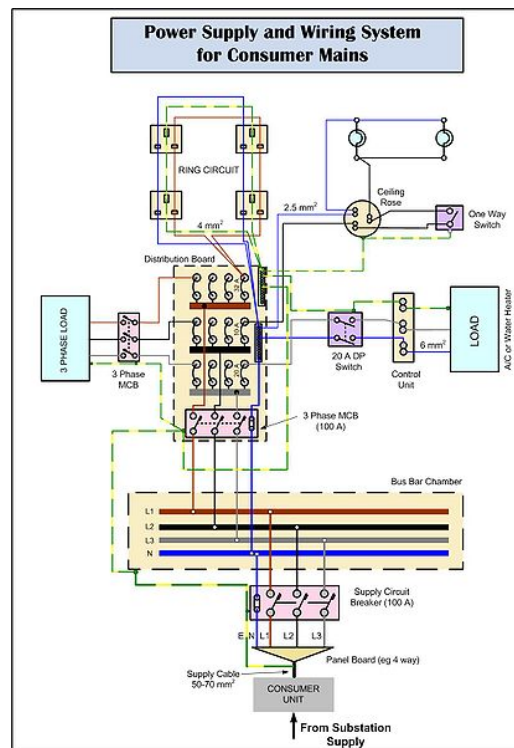 Power Supply and Wiring System
for Consumer Mains
RING CIRCUIT
4 mm²
2.5 mm²
Ceiling
Rose
One Way
Switch
Distribution Board
32 A
10 A
20 A
3 PHASE LOAD
3 Phase
MCB
20 A DP
Switch
Control
Unit
6 mm²
LOAD
A/C or Water Heater
3 Phase MCB
(100 A)
Bus Bar Chamber
L1
L2
L3
N
Supply Circuit
Breaker (100 A)
E N L1 L2 L3
Panel Board (eg 4 way)
Supply Cable
50-70 mm²
CONSUMER
UNIT
From Substation
Supply